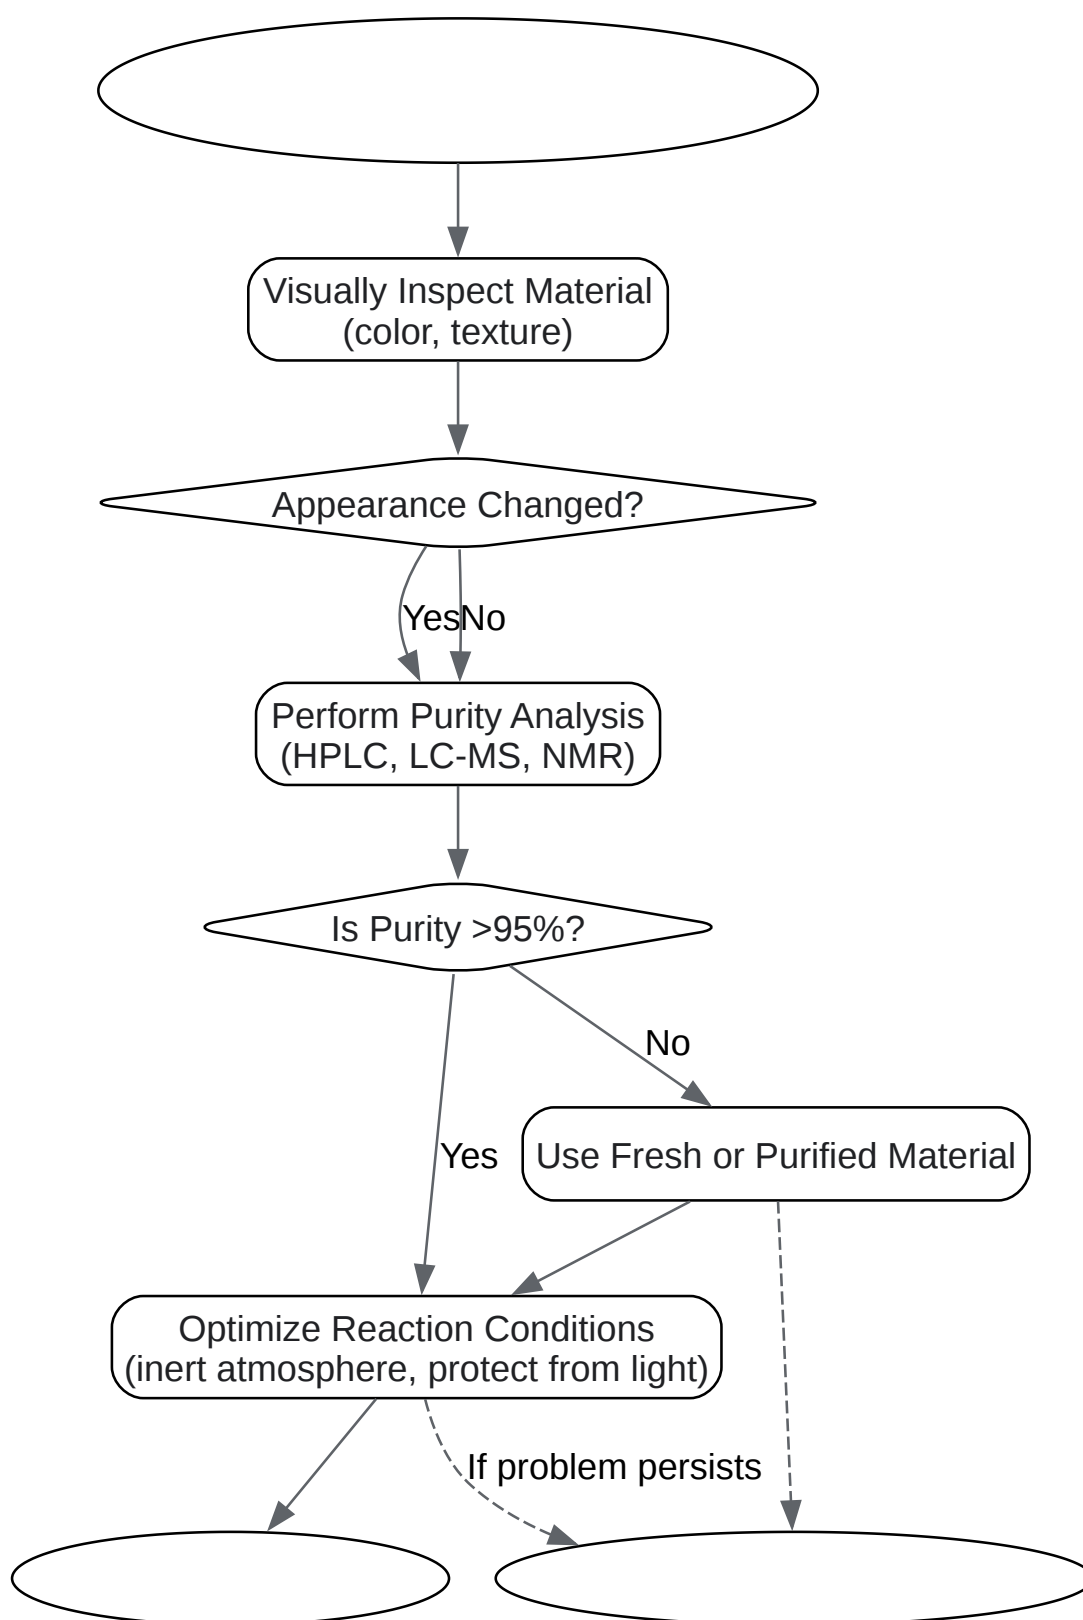 Visually Inspect Material
(color, texture)
Appearance Changed?
Yes
No
Perform Purity Analysis
(HPLC, LC-MS, NMR)
Is Purity >95%?
No
Yes
Use Fresh or Purified Material
Optimize Reaction Conditions
(inert atmosphere, protect from light)
If problem persists